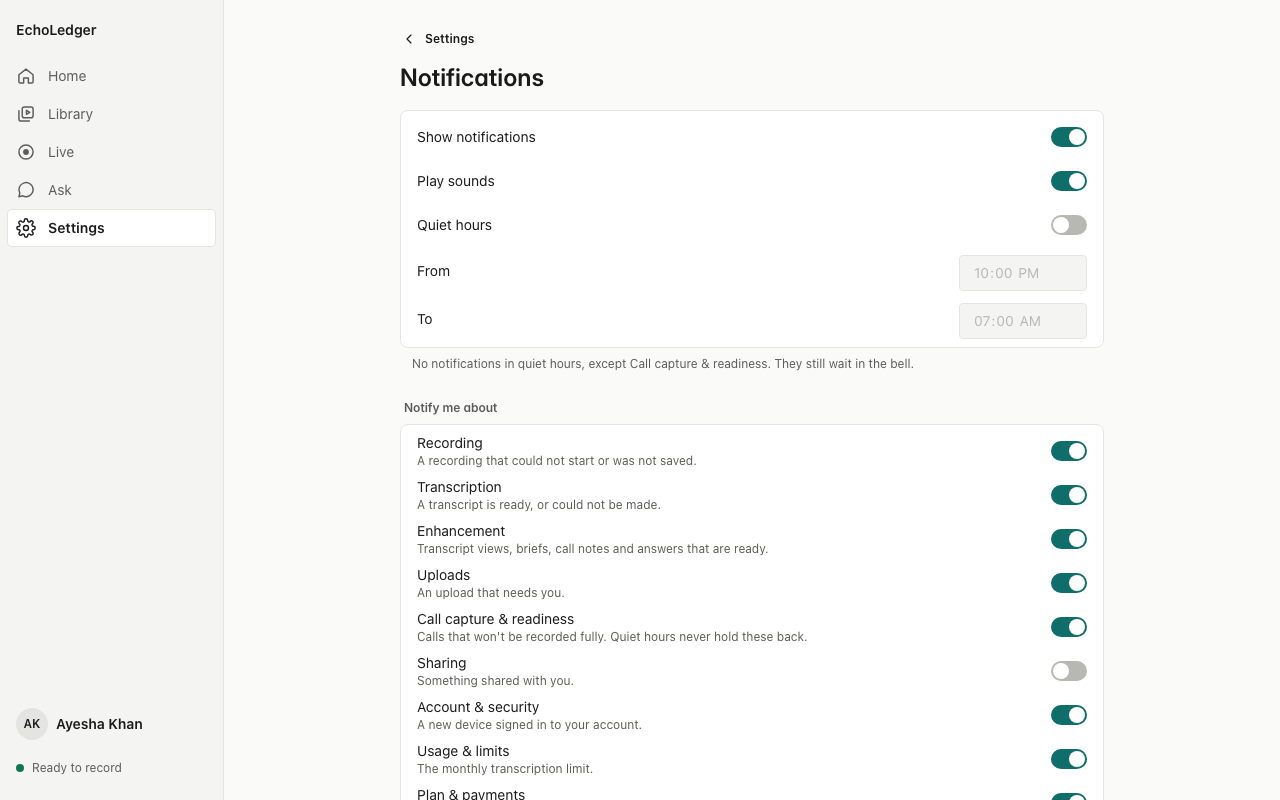 EchoLedger
Home
Library
Live
Ask
Settings
AK
Ayesha Khan
Ready to record
Settings
Notifications
Show notifications
Play sounds
Quiet hours
From
10:00 PM
To
07:00 AM
No notifications in quiet hours, except Call capture & readiness. They still wait in the bell.
Notify me about
Recording
A recording that could not start or was not saved.
Transcription
A transcript is ready, or could not be made.
Enhancement
Transcript views, briefs, call notes and answers that are ready.
Uploads
An upload that needs you.
Call capture & readiness
Calls that won't be recorded fully. Quiet hours never hold these back.
Sharing
Something shared with you.
Account & security
A new device signed in to your account.
Usage & limits
The monthly transcription limit.
Plan & payments